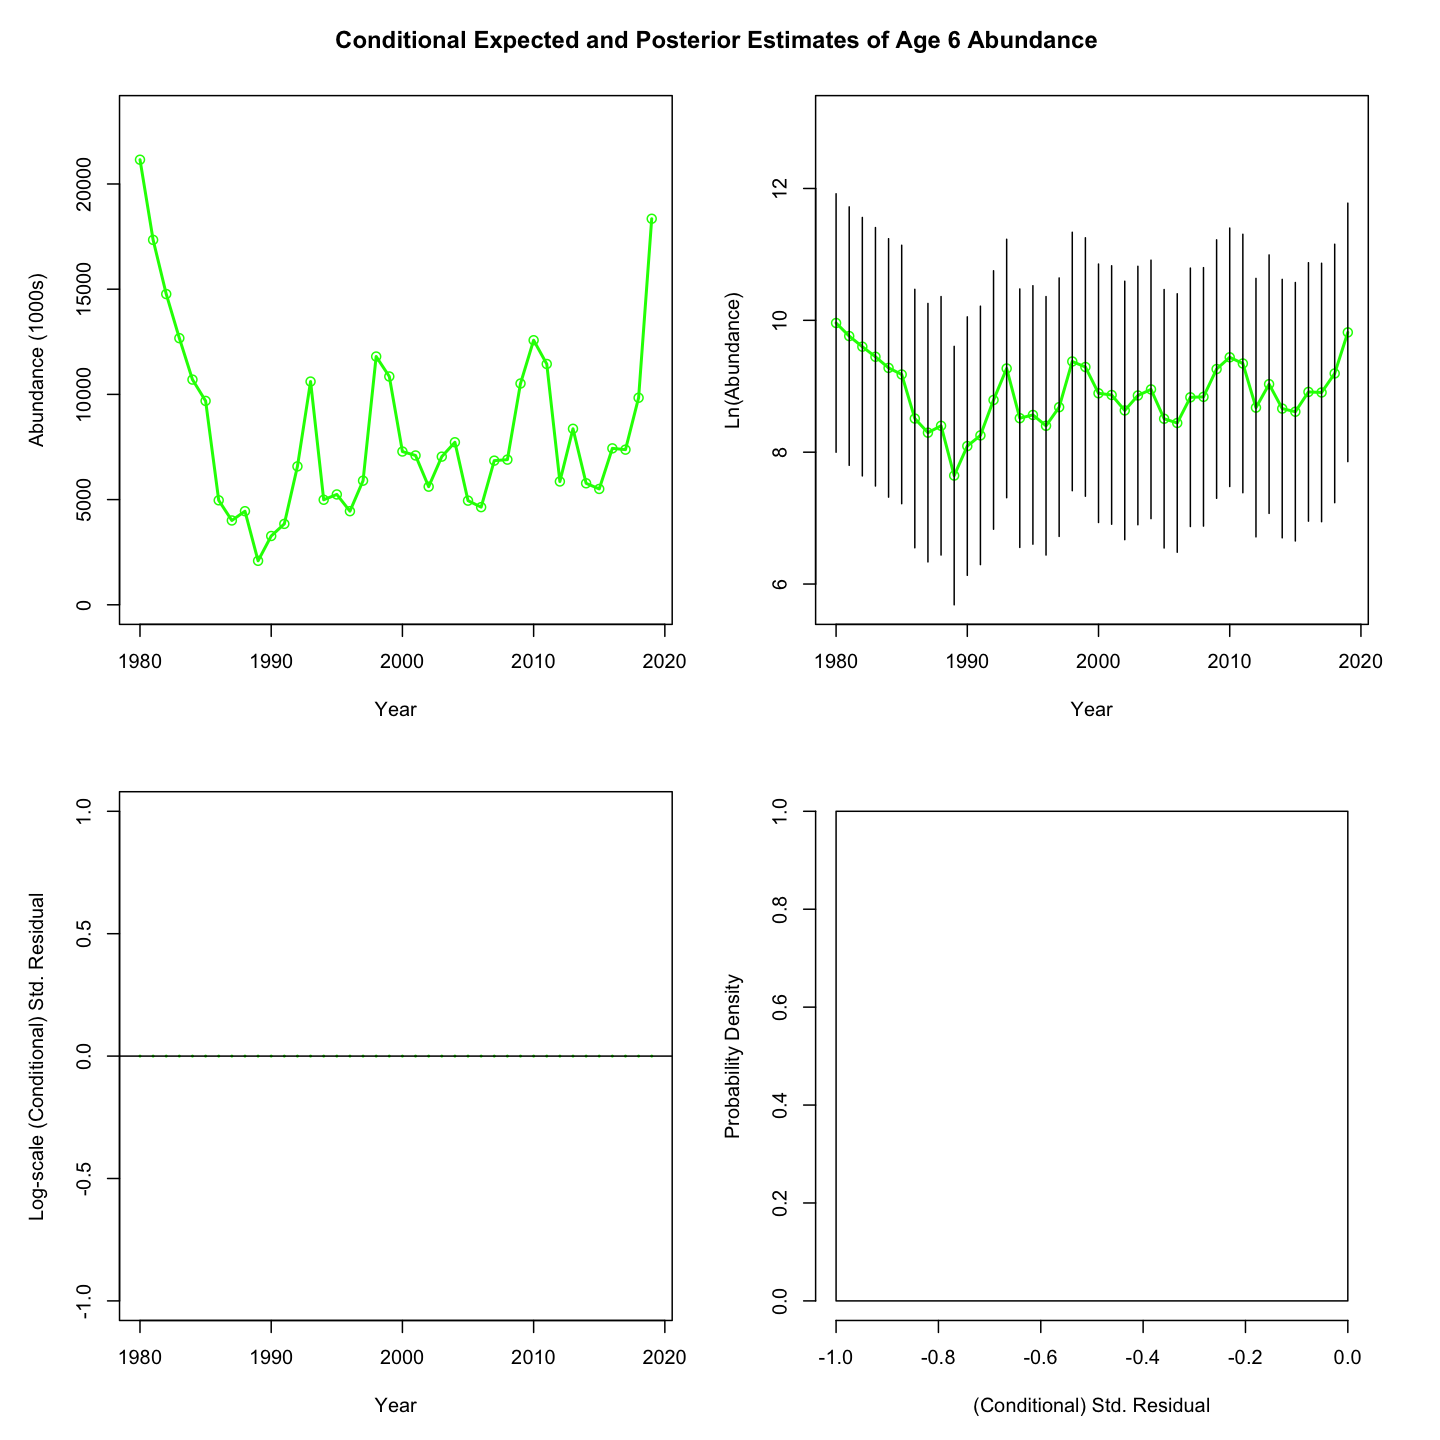 Conditional Expected and Posterior Estimates of Age 6 Abundance
Abundance (1000s)
20000
15000
10000
5000
0
1980 1990 2000 2010 2020
Year
Ln(Abundance)
12
10
8
6
1980 1990 2000 2010 2020
Year
Log-scale (Conditional) Std. Residual
1.0
0.5
0.0
-0.5
-1.0
1980 1990 2000 2010 2020
Year
Probability Density
1.0
0.8
0.6
0.4
0.2
0.0
-1.0 -0.8 -0.6 -0.4 -0.2 0.0
(Conditional) Std. Residual